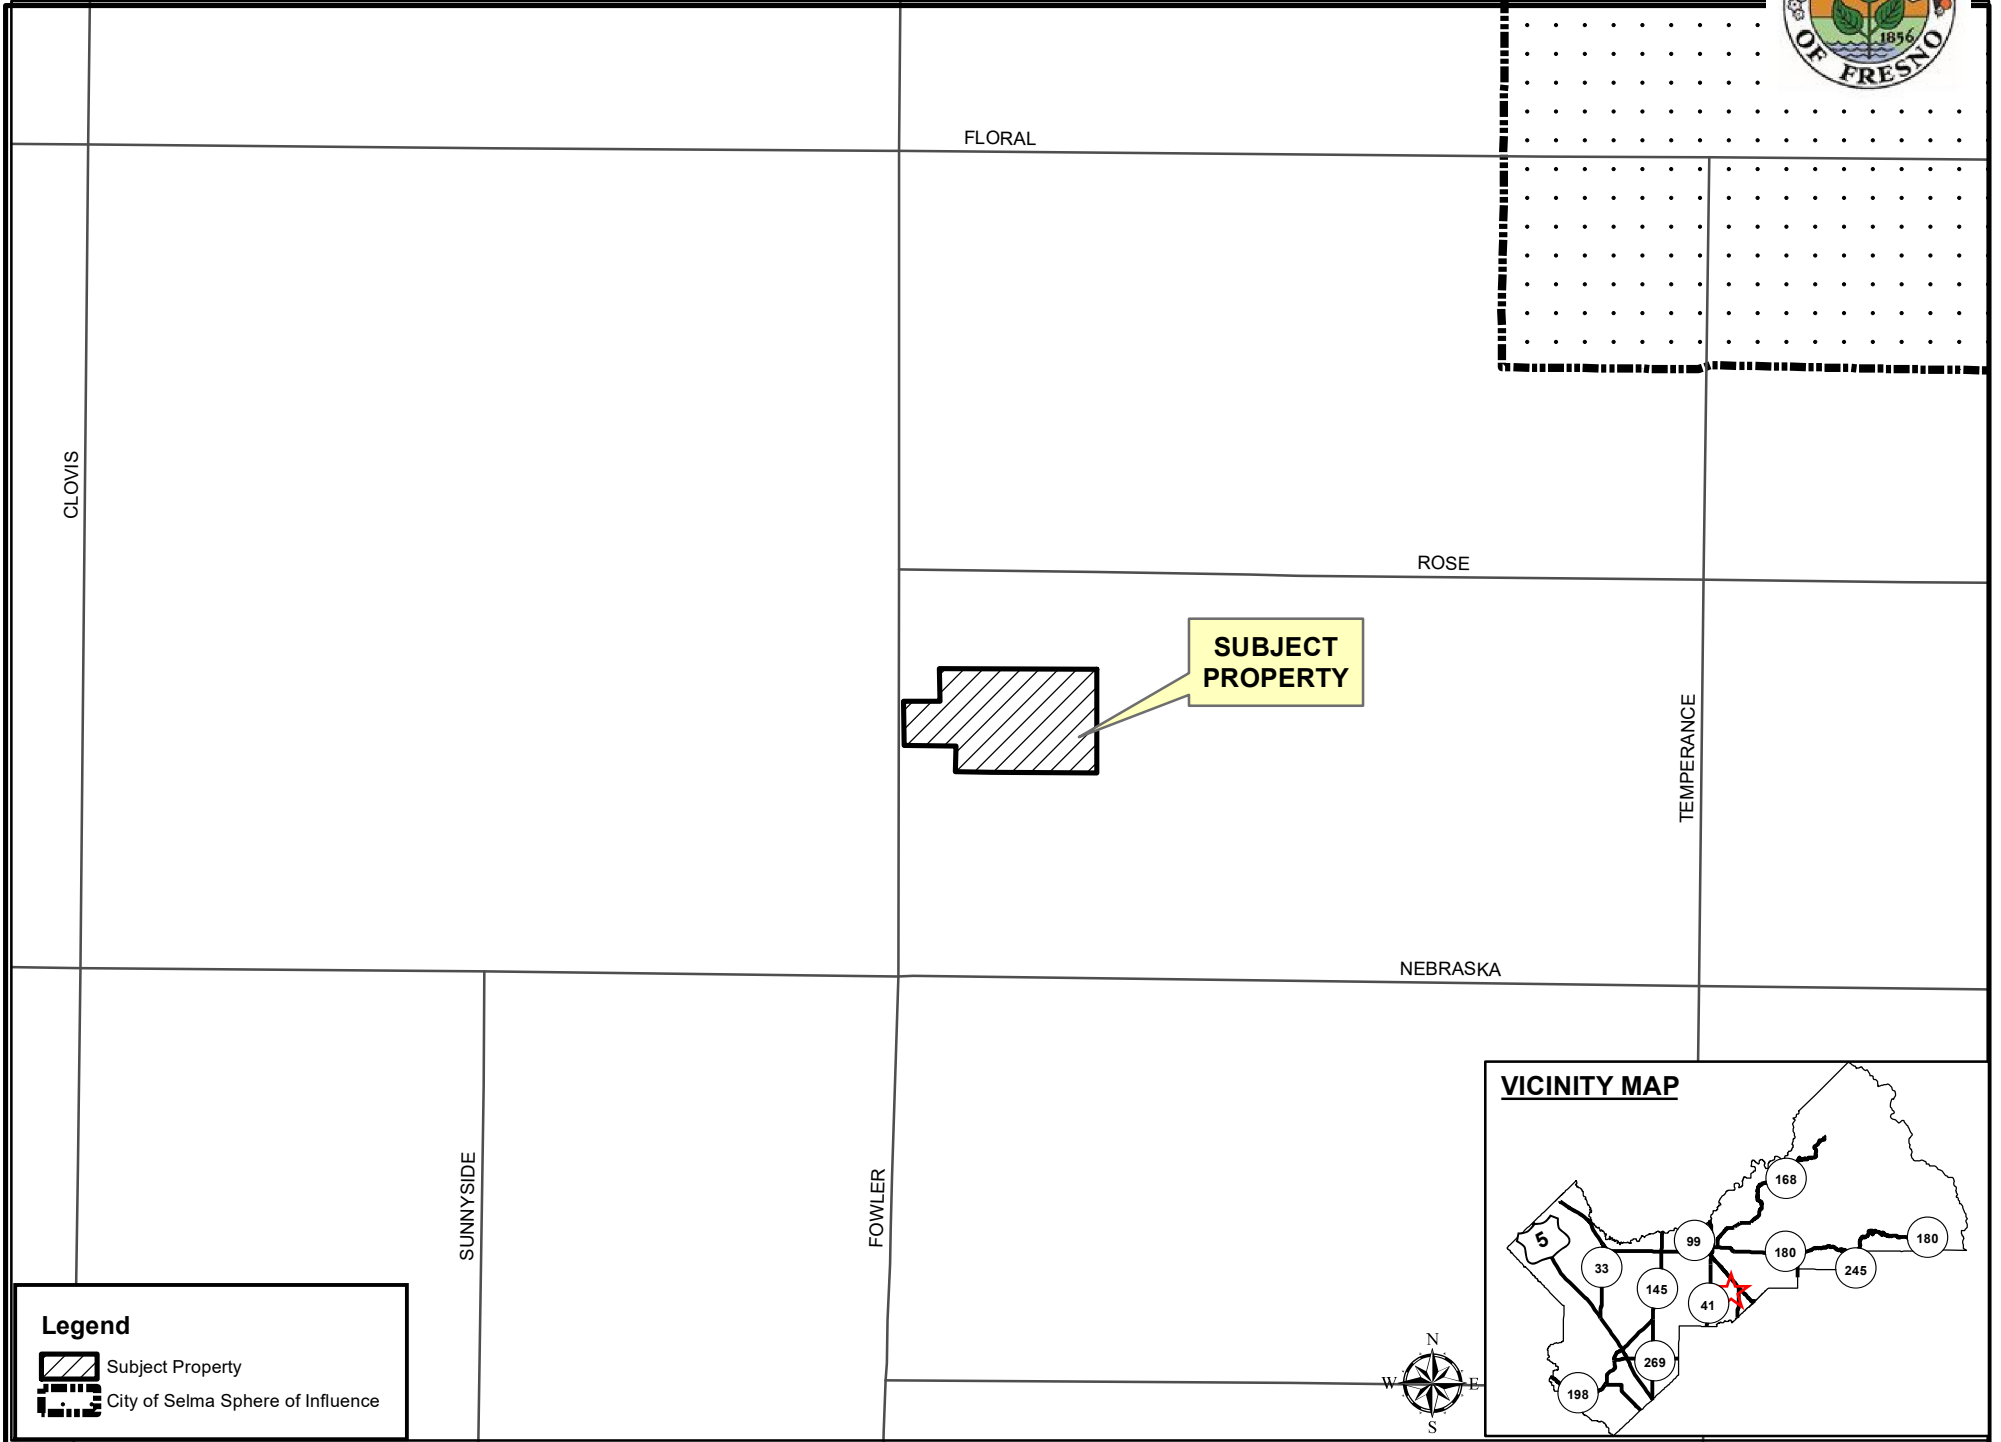 1856
OF FRESNO
FLORAL
CLOVIS
ROSE
SUBJECT
PROPERTY
TEMPERANCE
NEBRASKA
SUNNYSIDE
FOWLER
VICINITY MAP
168
5
99
180
180
33
245
145
41
269
198
Legend
Subject Property
City of Selma Sphere of Influence
N
W
E
S